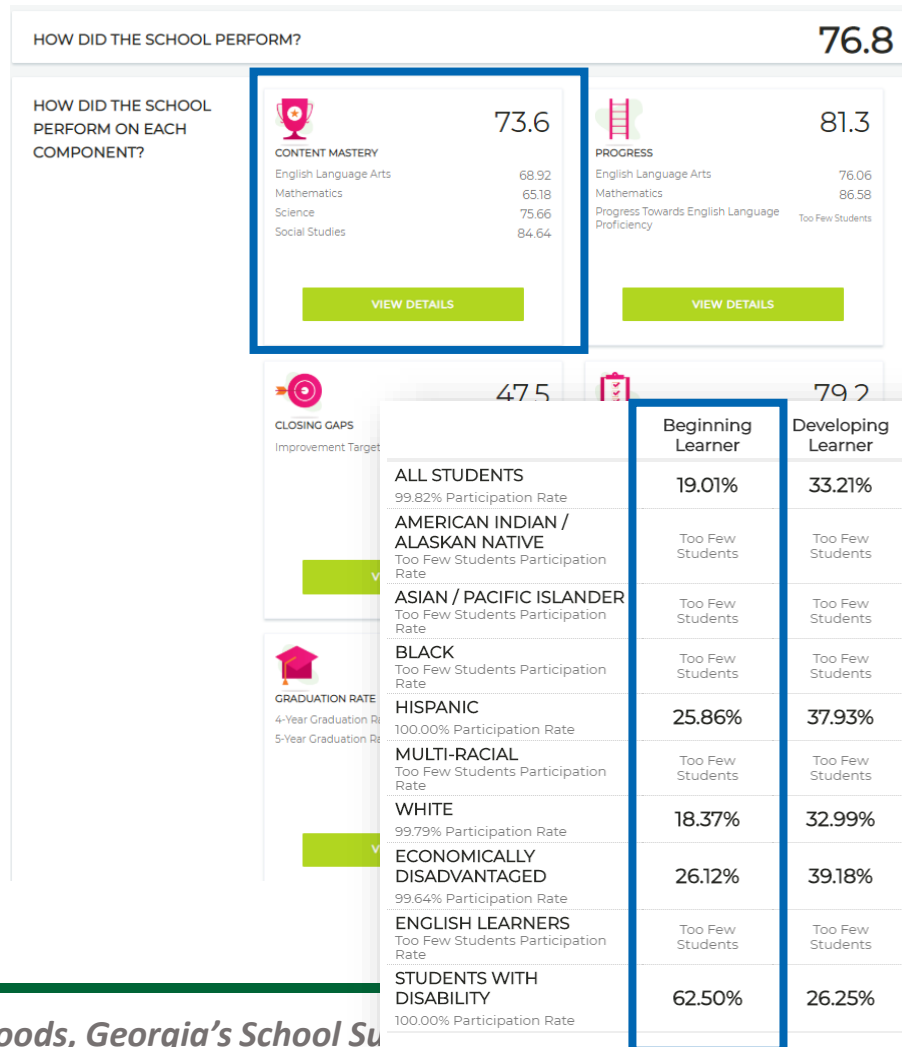 HOW DID THE SCHOOL PERFORM?
76.8
HOW DID THE SCHOOL
PERFORM ON EACH
COMPONENT?
73.6
CONTENT MASTERY
English Language Arts 68.92
Mathematics 65.18
Science 75.66
Social Studies 84.64
VIEW DETAILS
81.3
PROGRESS
English Language Arts 76.06
Mathematics 86.58
Progress Towards English Language
Proficiency
Too Few Students
VIEW DETAILS
47.5
CLOSING GAPS
Improvement Target
79.2
GRADUATION RATE
4-Year Graduation
5-Year Graduation
Beginning
Learner
Developing
Learner
ALL STUDENTS
99.82% Participation Rate
19.01%
33.21%
AMERICAN INDIAN /
ALASKAN NATIVE
Too Few Students Participation
Rate
Too Few
Students
Too Few
Students
ASIAN / PACIFIC ISLANDER
Too Few Students Participation
Rate
Too Few
Students
Too Few
Students
BLACK
Too Few Students Participation
Rate
Too Few
Students
Too Few
Students
HISPANIC
100.00% Participation Rate
25.86%
37.93%
MULTI-RACIAL
Too Few Students Participation
Rate
Too Few
Students
Too Few
Students
WHITE
99.79% Participation Rate
18.37%
32.99%
ECONOMICALLY
DISADVANTAGED
99.64% Participation Rate
26.12%
39.18%
ENGLISH LEARNERS
Too Few Students Participation
Rate
Too Few
Students
Too Few
Students
STUDENTS WITH
DISABILITY
100.00% Participation Rate
62.50%
26.25%
oods, Georgia's School Su